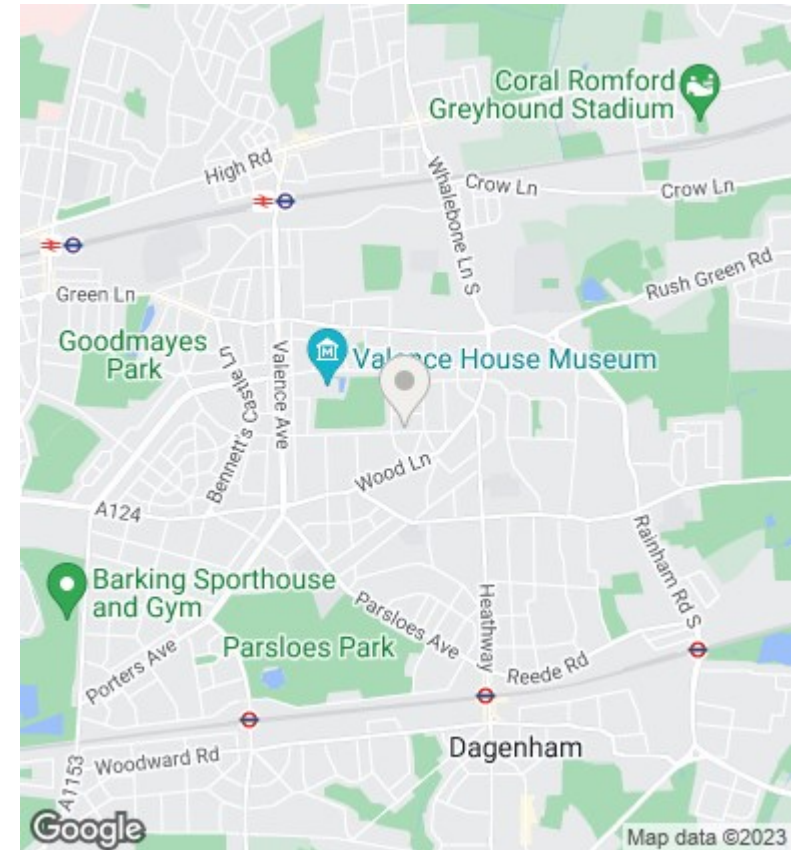 Coral Romford
Greyhound Stadium
High Rd
Whalebone Ln S
Crow Ln
Crow Ln
Rush Green Rd
Green Ln
Goodmayes
Park
Valence Ave
Bennett's Castle Ln
M
Valence House Museum
Wood Ln
A124
Rainham Rd S
Barking Sporthouse
and Gym
Parsloes Ave
Heathway
Parsloes Park
Reede Rd
Porters Ave
Dagenham
Woodward Rd
A1153
Google
Map data ©2023